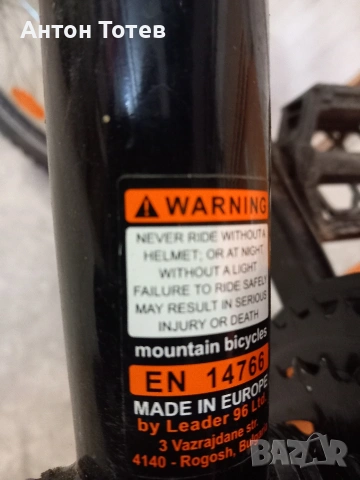 Антон Тотев
WARNING
NEVER RIDE WITHOUT A
HELMET; OR AT NIGHT
WITHOUT A LIGHT
FAILURE TO RIDE SAFELY
MAY RESULT IN SERIOUS
INJURY OR DEATH
mountain bicycles
EN 14766
MADE IN EUROPE
by Leader 96 Ltd
3 Vazrajdane str.
4140 - Rogosh, Bulgaria
BAZAR